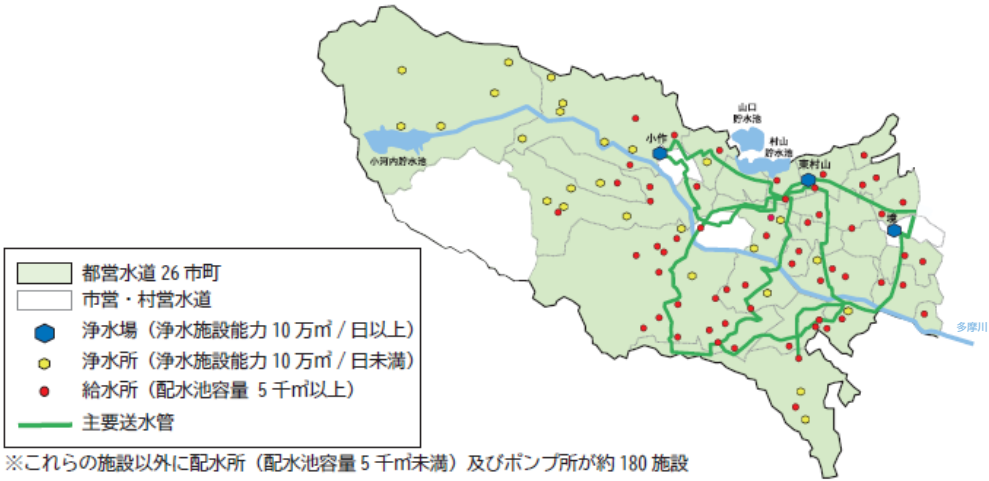 山口
貯水池
小作
村山
貯水池
東村山
小河内貯水池
境
都営水道 26 市町
市営・村営水道
浄水場（浄水施設能力 10 万㎥ / 日以上）
浄水所（浄水施設能力 10 万㎥ / 日未満）
給水所（配水池容量 5 千㎥以上）
主要送水管
多摩川
※これらの施設以外に配水所（配水池容量 5 千㎥未満）及びポンプ所が約 180 施設